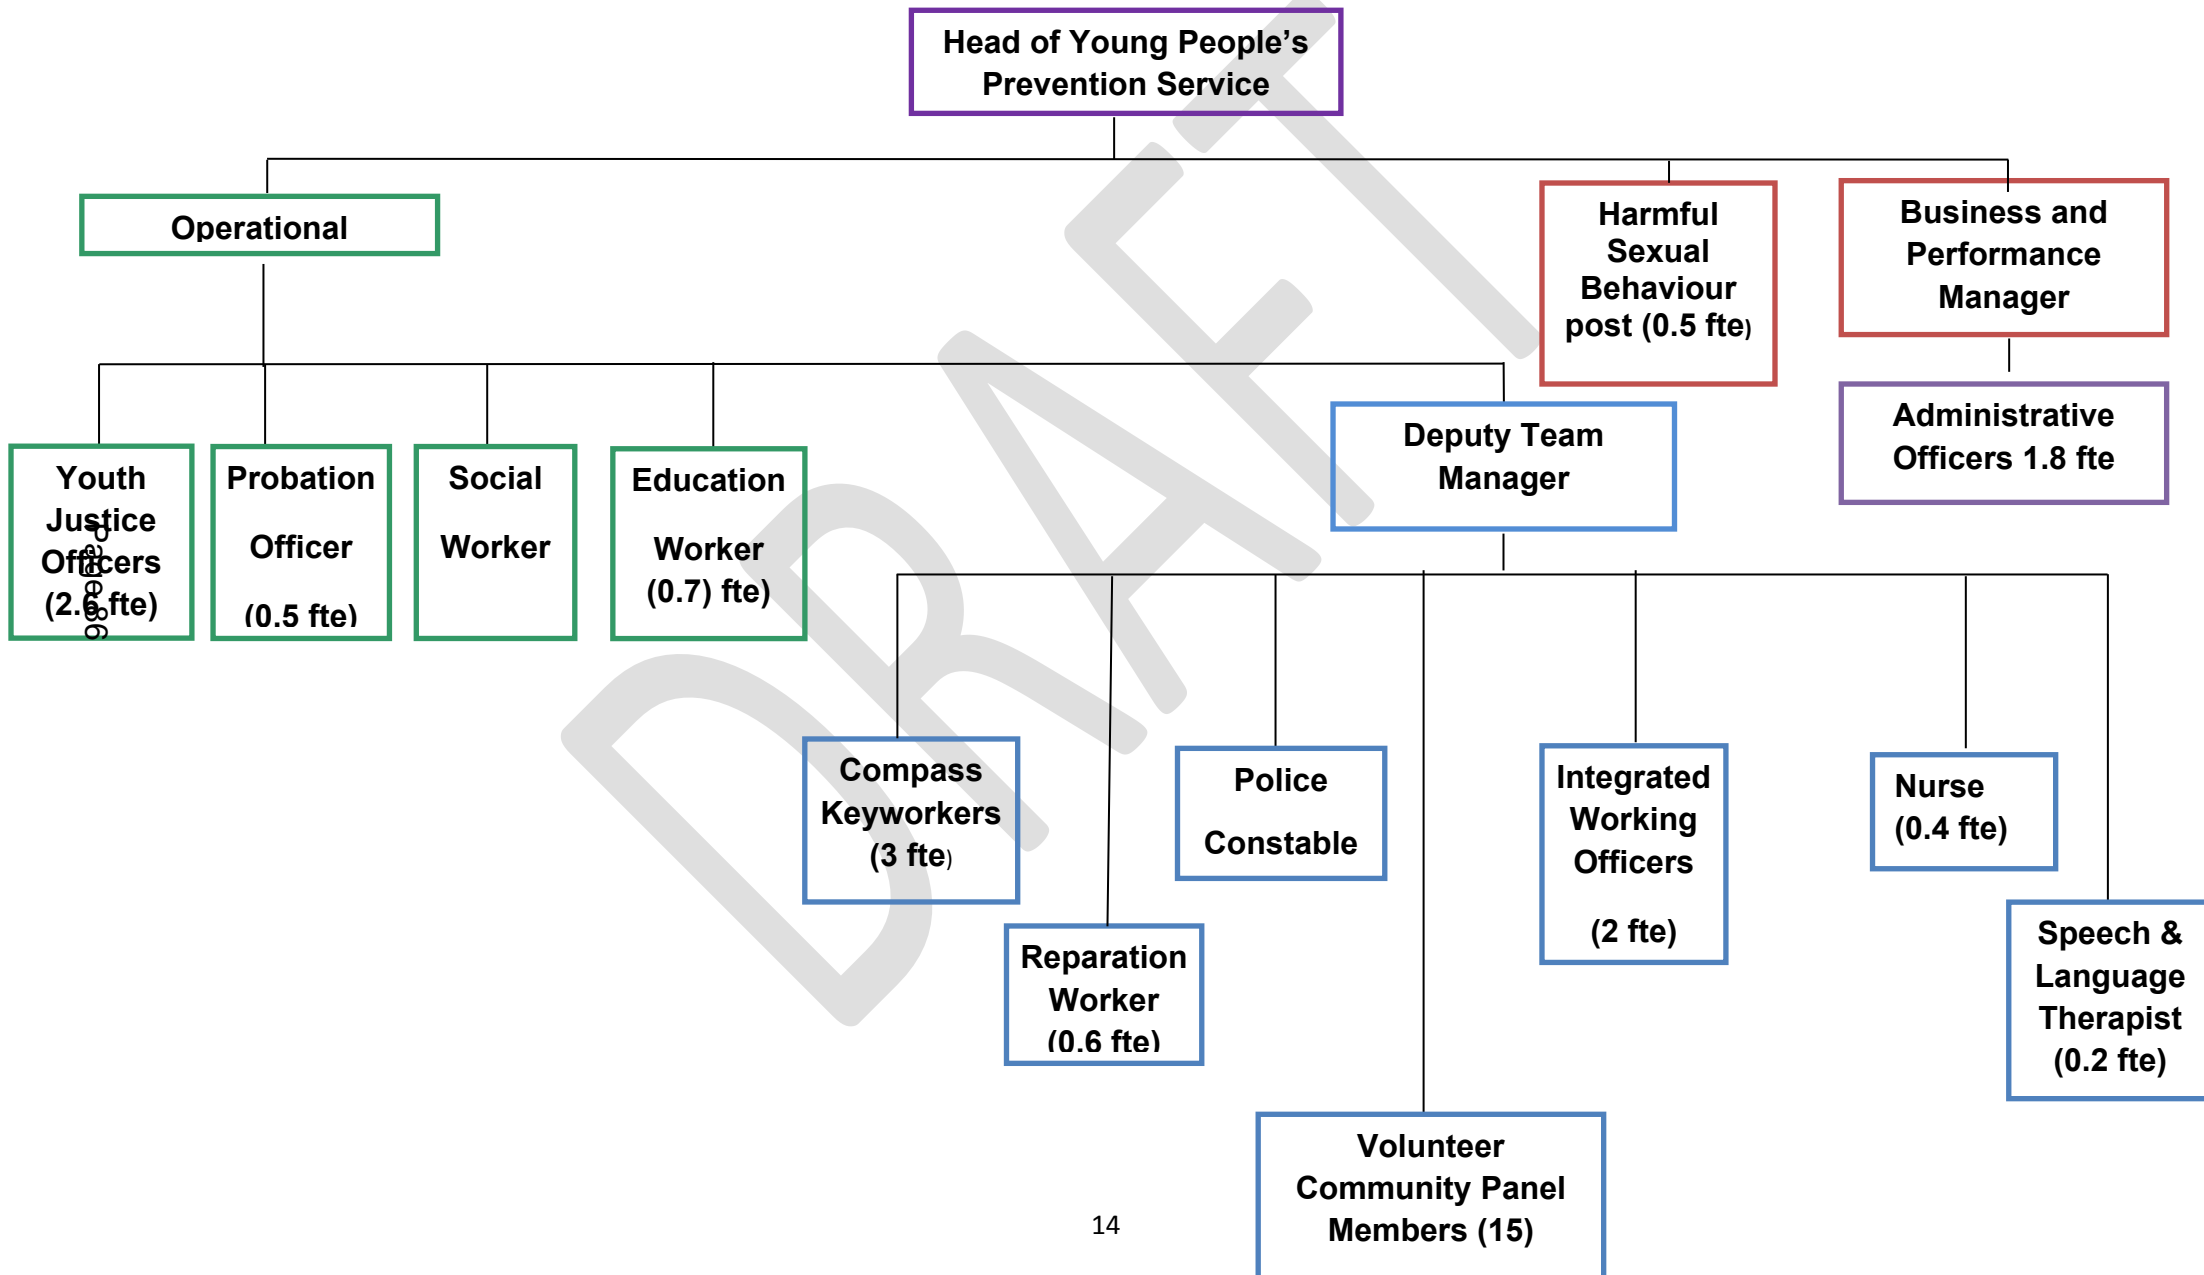 Head of Young People’s
Prevention Service
Operational
Harmful
Sexual
Behaviour
post (0.5 fte)
Business and
Performance
Manager
Administrative
Officers 1.8 fte
Deputy Team
Manager
Youth
Justice
Officers
(2.6 fte)
Probation
Officer
(0.5 fte)
Social
Worker
Education
Worker
(0.7) fte)
Page 86
Compass
Keyworkers
(3 fte)
Reparation
Worker
(0.6 fte)
Police
Constable
Integrated
Working
Officers
(2 fte)
Nurse
(0.4 fte)
Speech &
Language
Therapist
(0.2 fte)
Volunteer
Community Panel
Members (15)
14
DRAFT